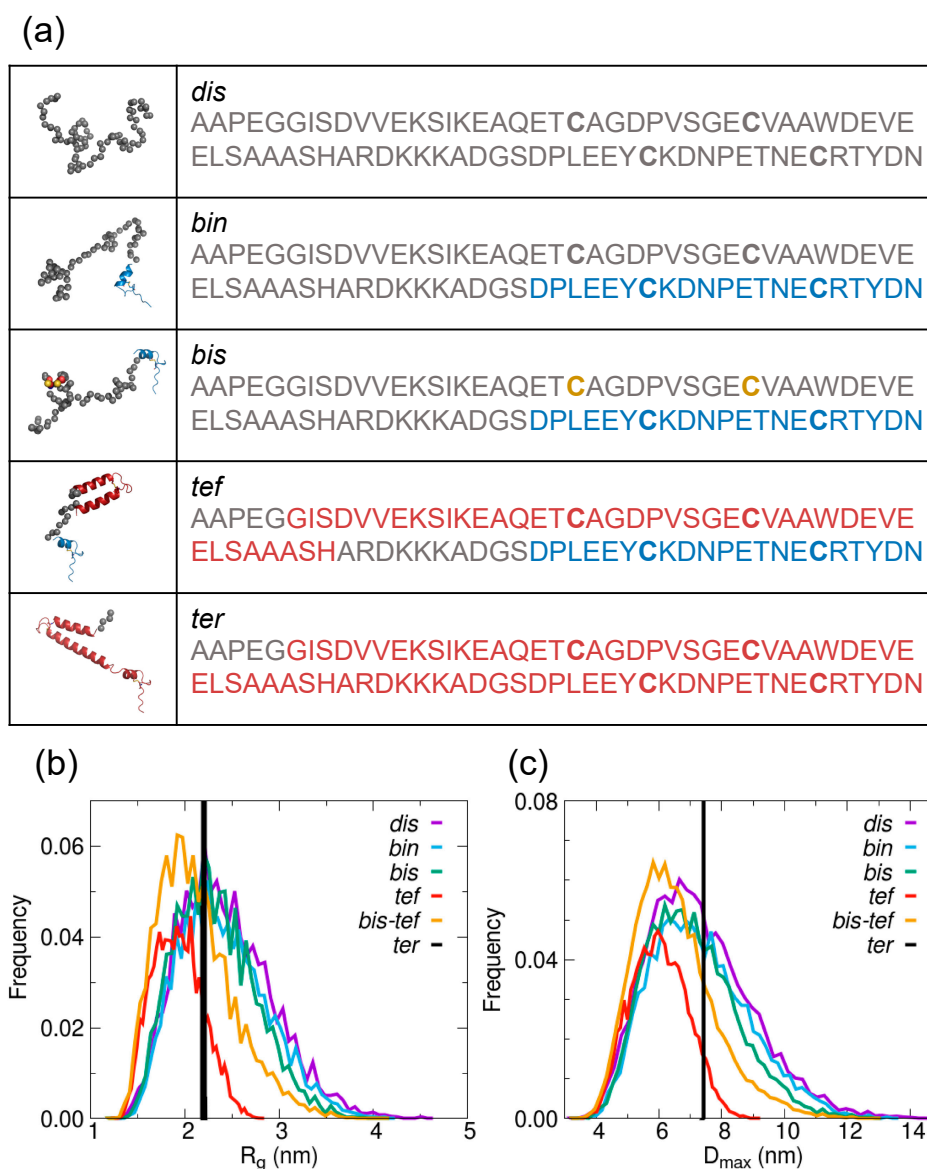 (a)
dis
AAPEGGISDVVEKSIKEAQETCAGDPVSGECVAAWDEVE
ELSAAASHARDKKKADGSDPLEEYCKDNPETNECRTYDN
bin
AAPEGGISDVVEKSIKEAQETCAGDPVSGECVAAWDEVE
ELSAAASHARDKKKADGSDPLEEYCKDNPETNECRTYDN
bis
AAPEGGISDVVEKSIKEAQETCAGDPVSGECVAAWDEVE
ELSAAASHARDKKKADGSDPLEEYCKDNPETNECRTYDN
tef
AAPEGGISDVVEKSIKEAQETCAGDPVSGECVAAWDEVE
ELSAAASHARDKKKADGSDPLEEYCKDNPETNECRTYDN
ter
AAPEGGISDVVEKSIKEAQETCAGDPVSGECVAAWDEVE
ELSAAASHARDKKKADGSDPLEEYCKDNPETNECRTYDN
(b)
Frequency
0.06
0.04
0.02
0.00
1
2
3
4
5
Rg (nm)
dis
bin
bis
tef
bis-tef
ter
(c)
Frequency
0.08
0.04
0.00
4
6
8
10
12
14
Dmax (nm)
dis
bin
bis
tef
bis-tef
ter